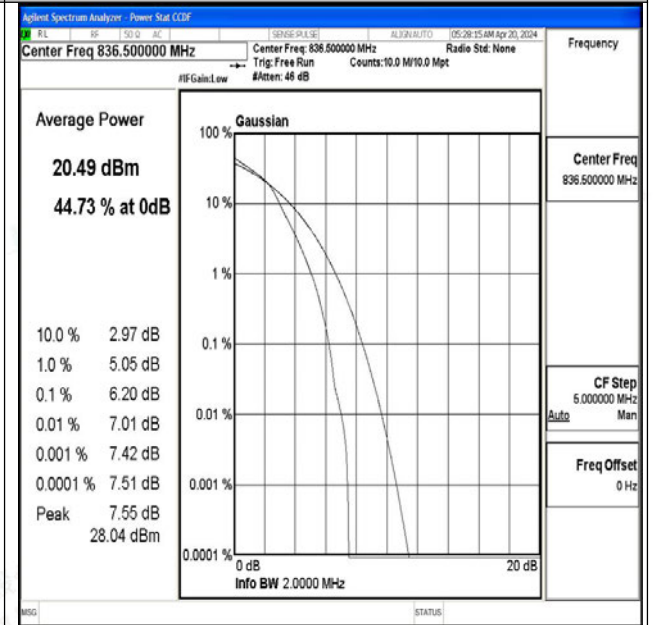 Agilent Spectrum Analyzer - Power Stat CCDF
RL RF 50 Ω AC SENSE:PULSE ALIGN AUTO 05:28:15 AM Apr 20, 2024
Center Freq 836.500000 MHz
Center Freq: 836.500000 MHz Radio Std: None
Trig: Free Run Counts:10.0 M/10.0 Mpt
#IFGain:Low #Atten: 46 dB
Frequency
Average Power
20.49 dBm
44.73 % at 0dB
10.0 % 2.97 dB
1.0 % 5.05 dB
0.1 % 6.20 dB
0.01 % 7.01 dB
0.001 % 7.42 dB
0.0001 % 7.51 dB
Peak 7.55 dB
28.04 dBm
Gaussian
100 %
10 %
1 %
0.1 %
0.01 %
0.001 %
0.0001 %
0 dB 20 dB
Info BW 2.0000 MHz
Center Freq
836.500000 MHz
CF Step
5.000000 MHz
Auto Man
Freq Offset
0 Hz
MSG STATUS